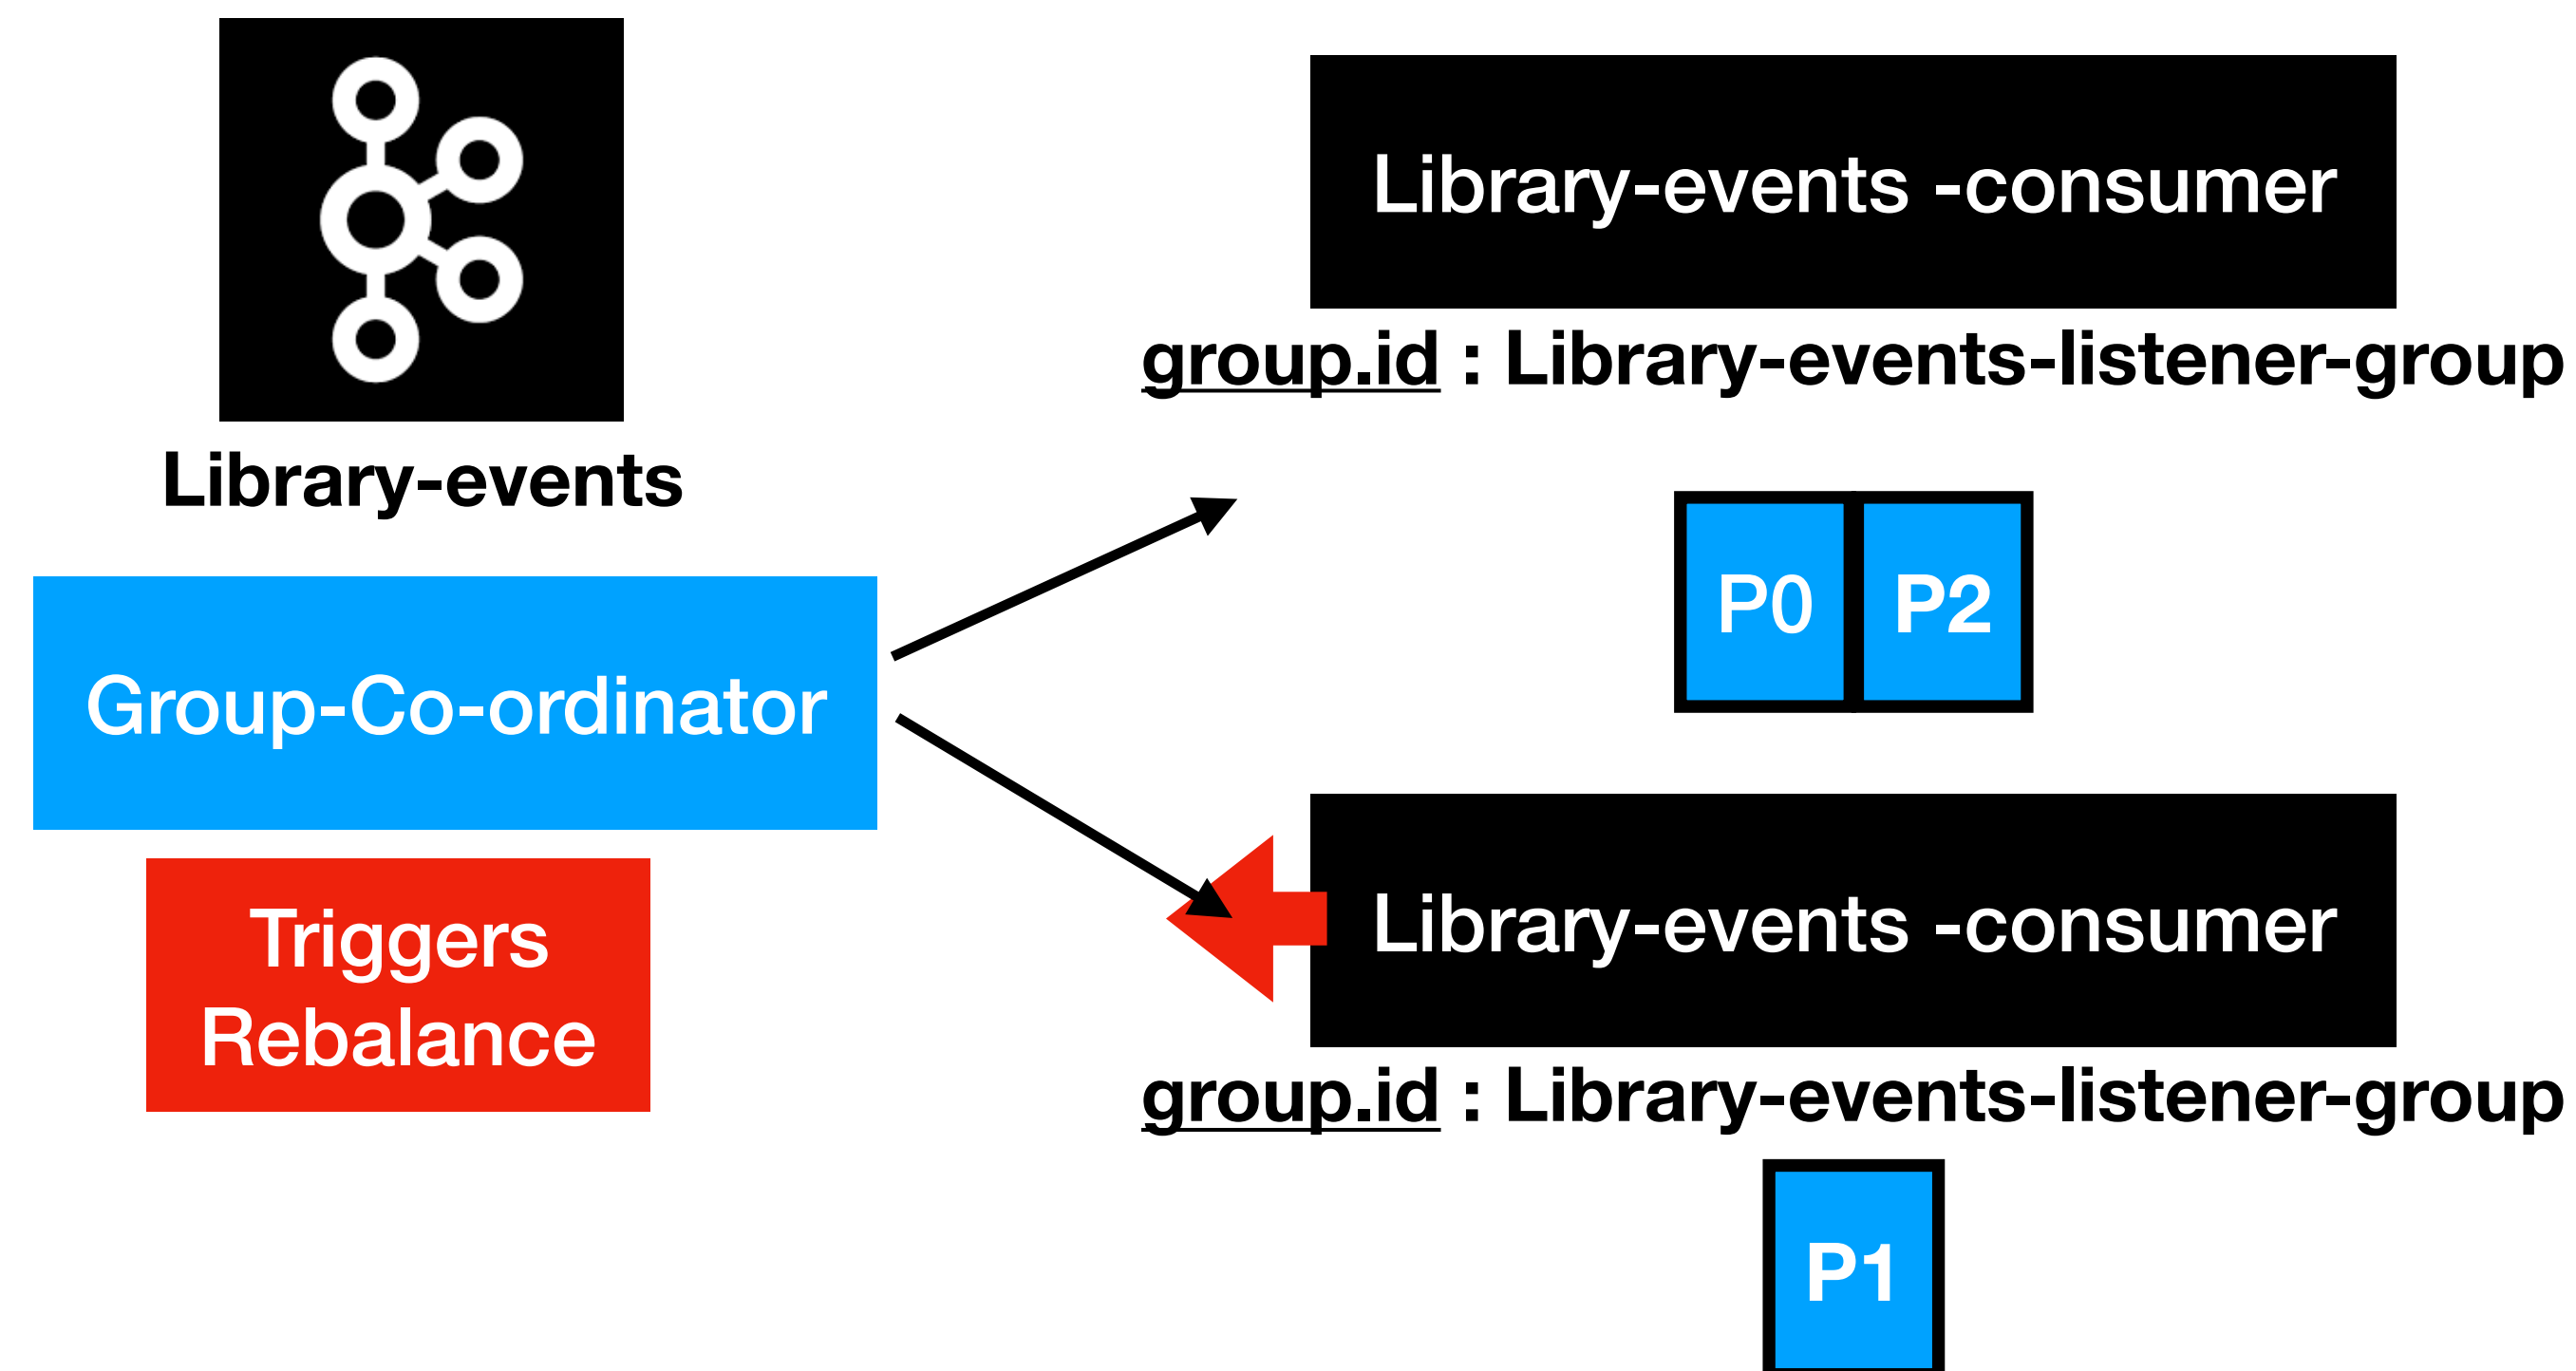 Library-events
Group-Co-ordinator
Triggers
Rebalance
Library-events -consumer
group.id : Library-events-listener-group
P0 P2
Library-events -consumer
group.id : Library-events-listener-group
P1